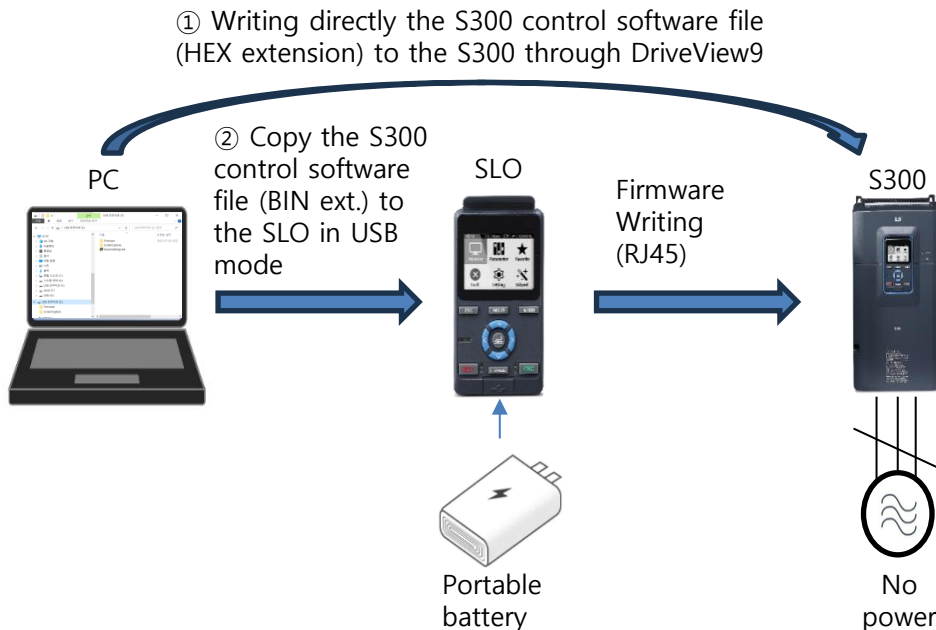 ① Writing directly the S300 control software file
(HEX extension) to the S300 through DriveView9
② Copy the S300
control software
file (BIN ext.) to
the SLO in USB
mode
PC
SLO
Firmware
Writing
(RJ45)
S300
Portable
battery
No
power